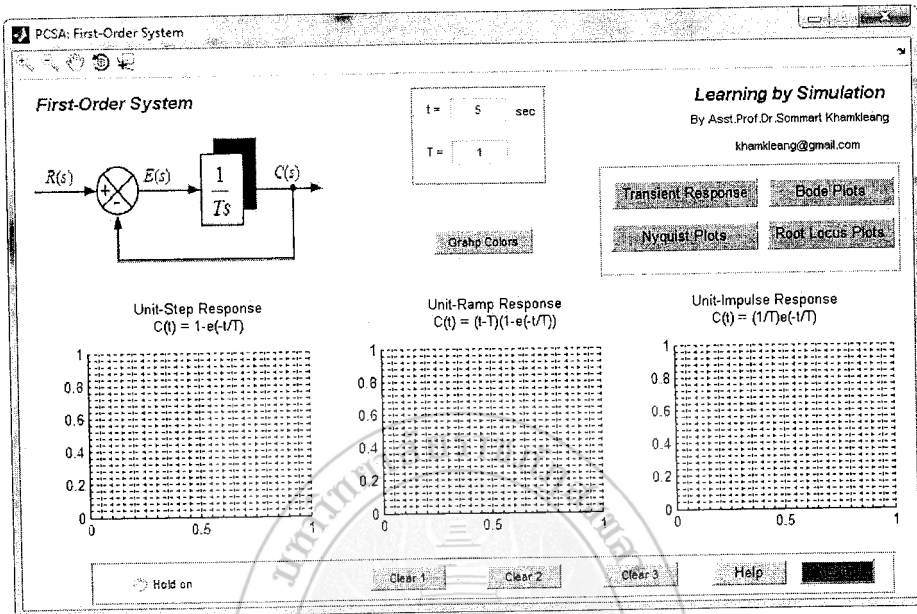 PCSA: First-Order System
First-Order System
t = 5 sec
T = 1
Learning by Simulation
By Asst.Prof.Dr.Sommart Khamkleang
khamkleang@gmail.com
R(s)
E(s)
1
Ts
C(s)
+
-
Transient Response
Bode Plots
Nyquist Plots
Root Locus Plots
Grahp Colors
Unit-Step Response
C(t) = 1-e(-t/T)
Unit-Ramp Response
C(t) = (t-T)(1-e(-t/T))
Unit-Impulse Response
C(t) = (1/T)e(-t/T)
1
0.8
0.6
0.4
0.2
0
0 0.5 1
1
0.8
0.6
0.4
0.2
0
0 0.5 1
1
0.8
0.6
0.4
0.2
0
0 0.5 1
Hold on
Clear 1
Clear 2
Clear 3
Help